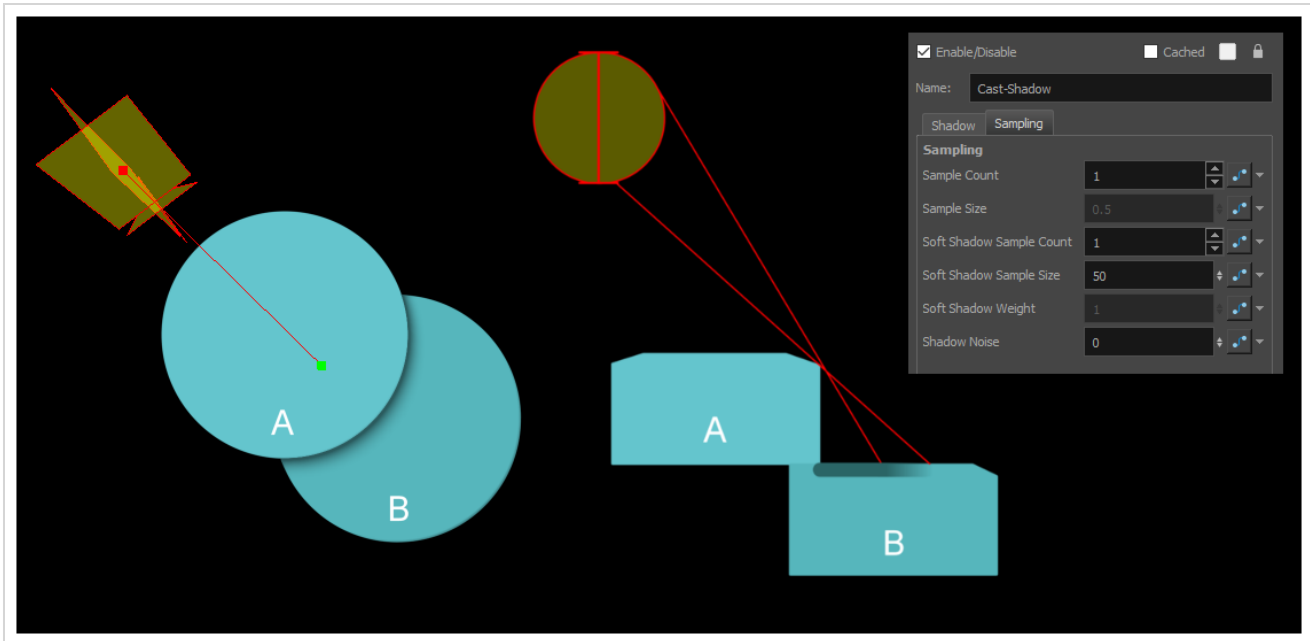 A
B
A
B
Enable/Disable
Cached
Name:
Cast-Shadow
Shadow
Sampling
Sampling
Sample Count
1
Sample Size
0.5
Soft Shadow Sample Count
1
Soft Shadow Sample Size
50
Soft Shadow Weight
1
Shadow Noise
0